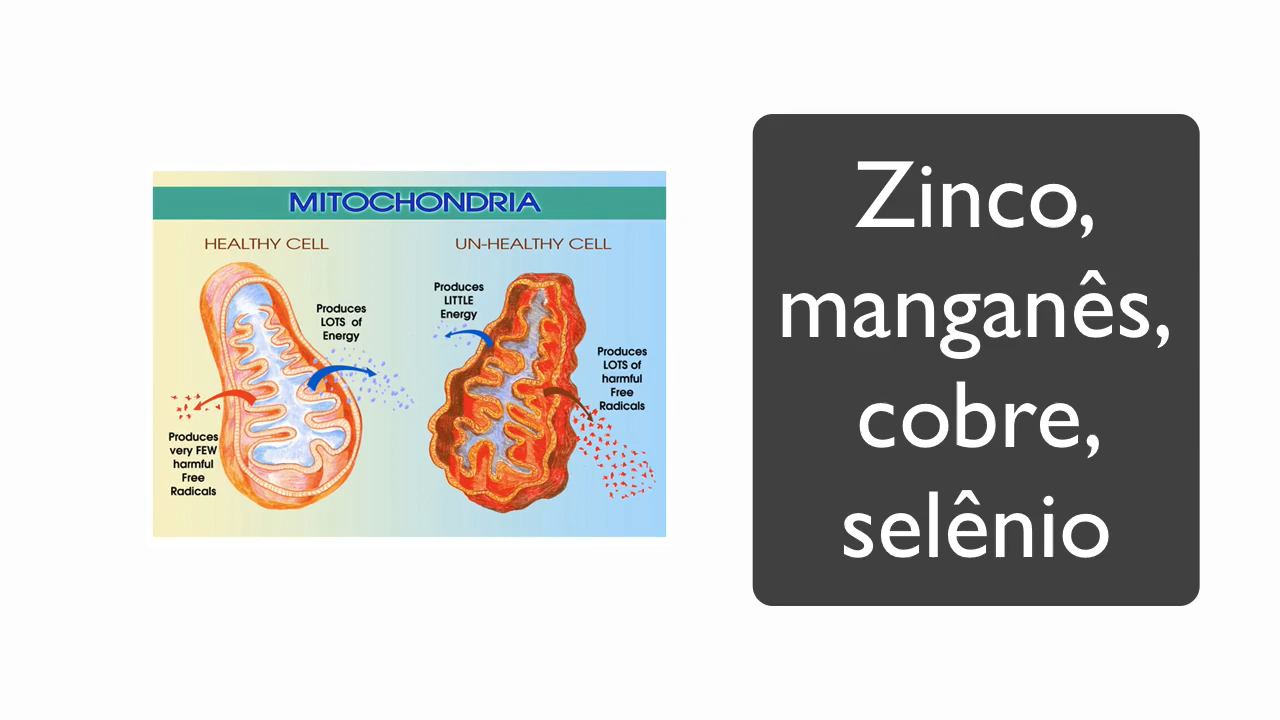 MITOCHONDRIA
HEALTHY CELL
UN-HEALTHY CELL
Produces
LOTS of
Energy
Produces
very FEW
harmful
Free
Radicals
Produces
LITTLE
Energy
Produces
LOTS of
harmful
Free
Radicals
Zinco,
manganês,
cobre,
selênio